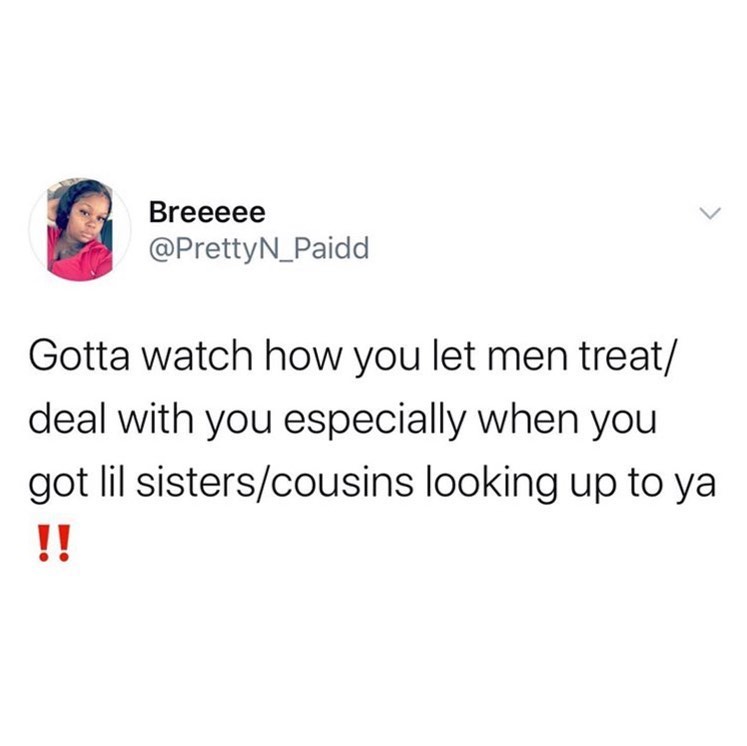 Breeeee
@PrettyN_Paidd
Gotta watch how you let men treat/
deal with you especially when you
got lil sisters/cousins looking up to ya
‼️